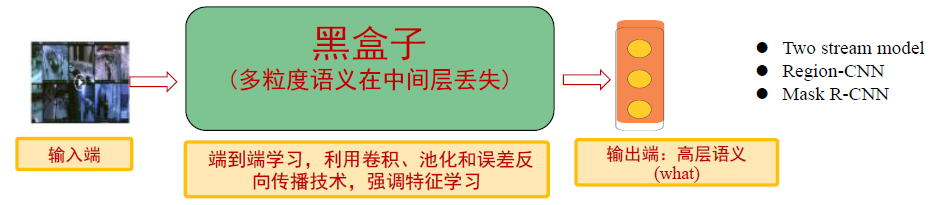 黑盒子
(多粒度语义在中间层丢失)
● Two stream model
● Region-CNN
● Mask R-CNN
输入端
端到端学习，利用卷积、池化和误差反
向传播技术，强调特征学习
输出端：高层语义
(what)